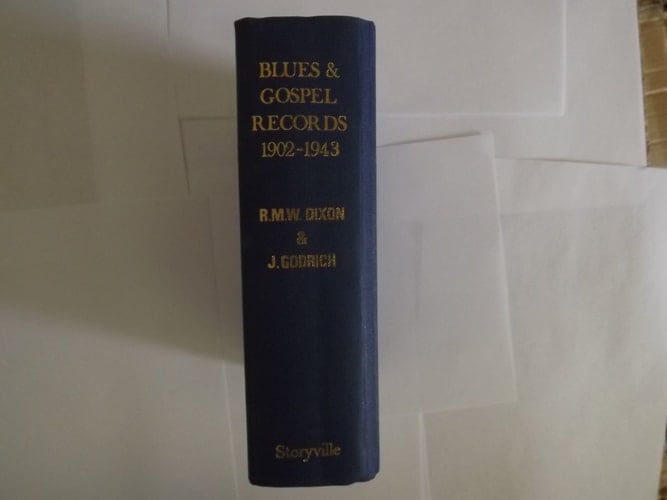 BLUES &
GOSPEL
RECORDS
1902-1943
R.M.W. DIXON
&
J. GODRICH
Storyville